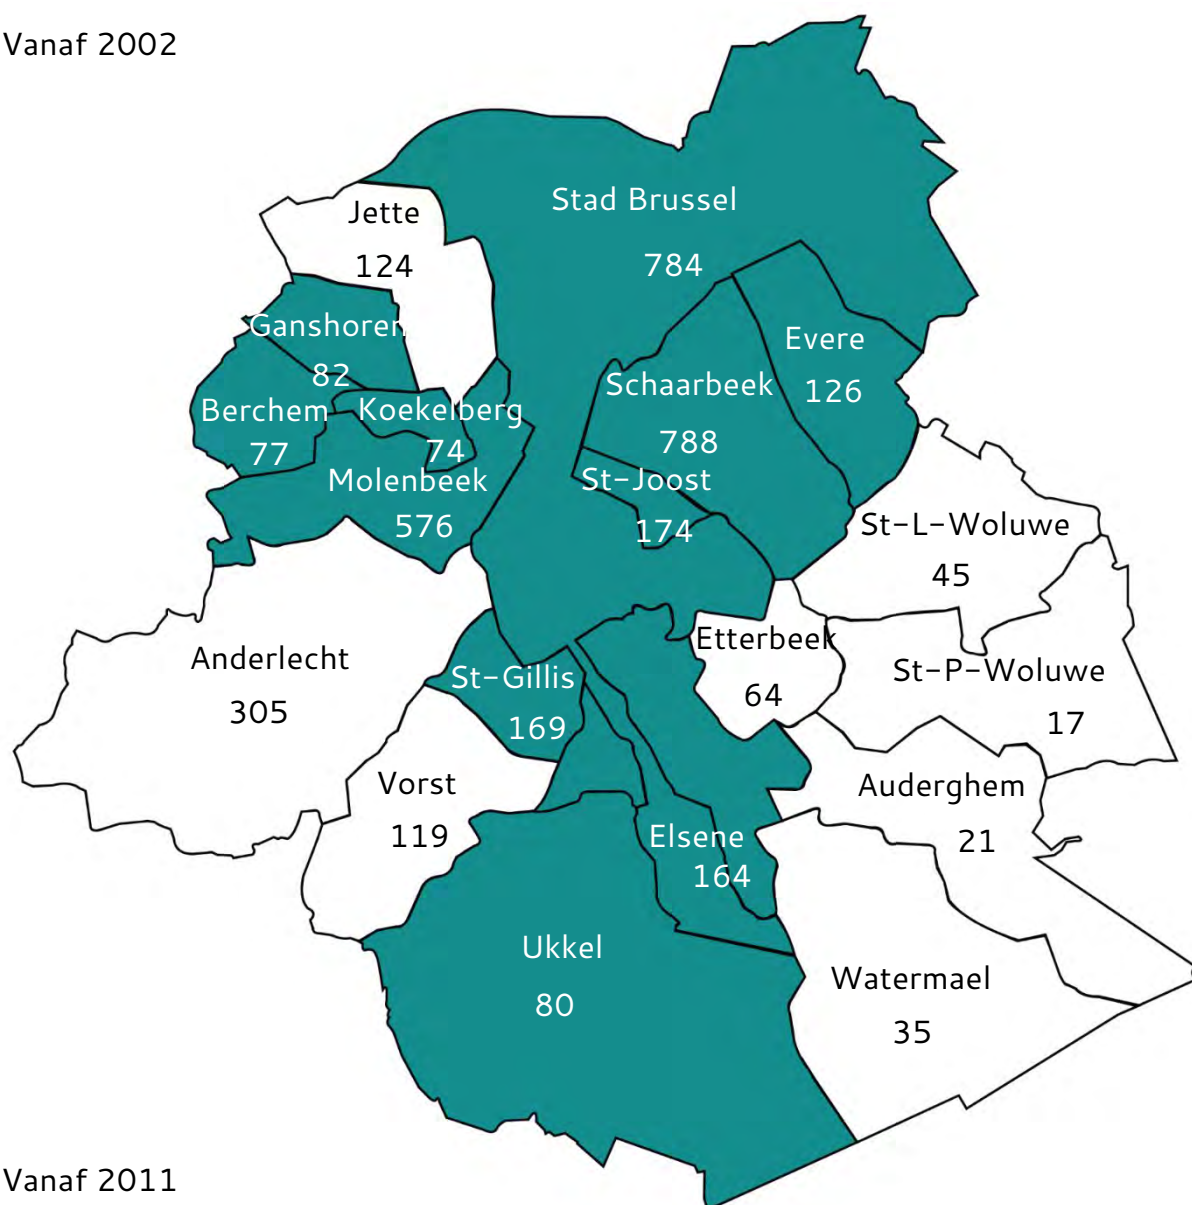 Vanaf 2002
Stad Brussel
784
Jette
124
Ganshoren
82
Evere
126
Schaarbeek
788
Berchem
77
Koekelberg
74
Molenbeek
576
St-Joost
174
St-L-Woluwe
45
Etterbeek
64
St-P-Woluwe
17
Anderlecht
305
St-Gillis
169
Vorst
119
Auderghem
21
Elsene
164
Ukkel
80
Watermael
35
Vanaf 2011